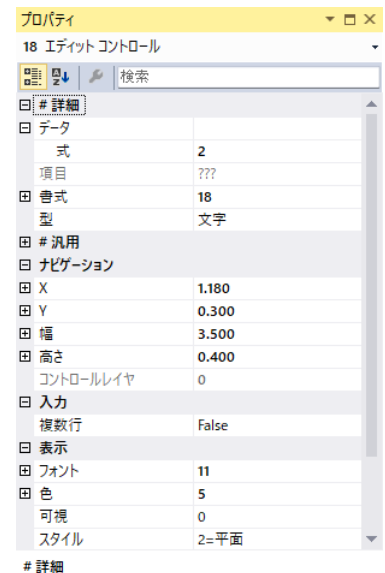 プロパティ
18 エディット コントロール
検索
# 詳細
データ
式 2
項目 ???
書式 18
型 文字
# 汎用
ナビゲーション
X 1.180
Y 0.300
幅 3.500
高さ 0.400
コントロールレイヤ 0
入力
複数行 False
表示
フォント 11
色 5
可視 0
スタイル 2=平面
# 詳細